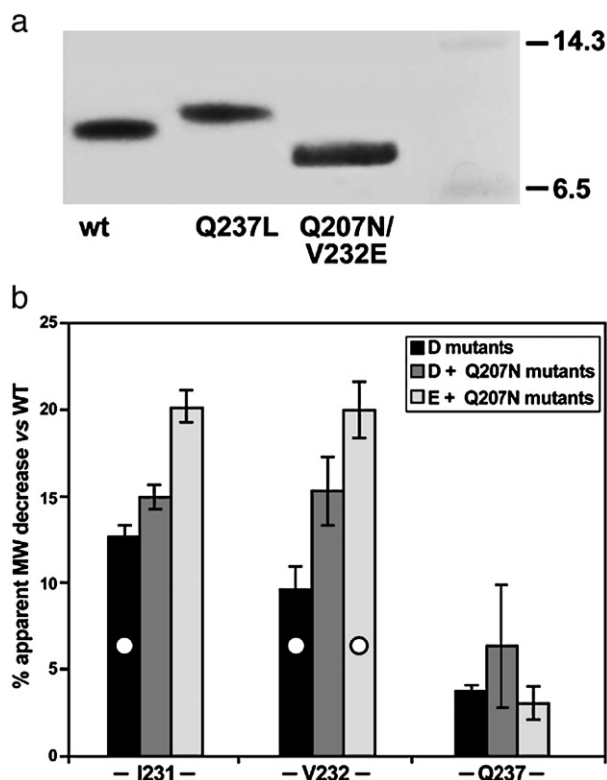 a
14.3
6.5
wt Q237L Q207N/
V232E
b
25
20
15
10
5
0
% apparent MW decrease vs WT
D mutants
D + Q207N mutants
E + Q207N mutants
I231 V232 Q237